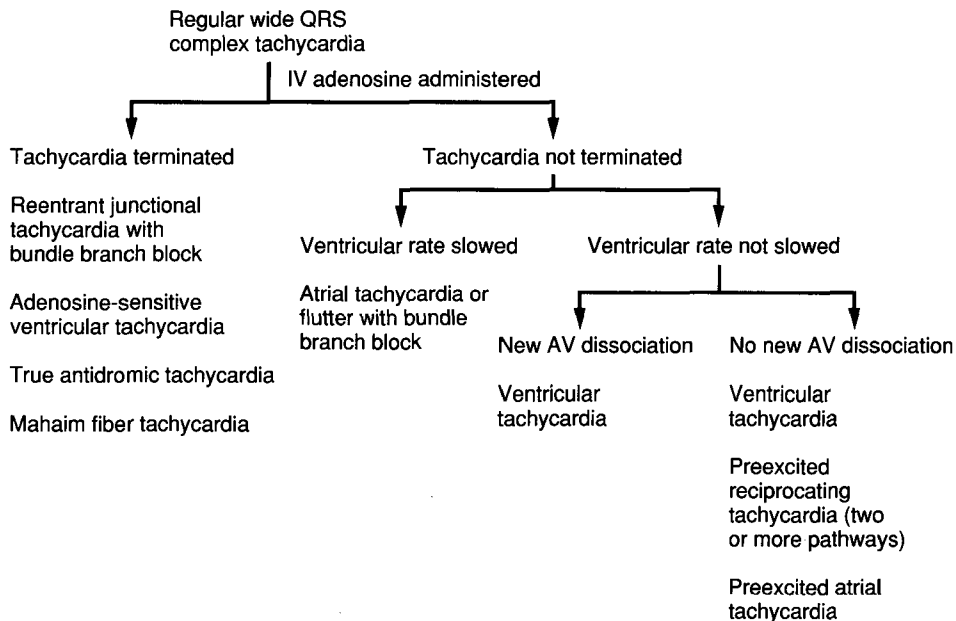 Regular wide QRS
complex tachycardia
IV adenosine administered
Tachycardia terminated
Reentrant junctional
tachycardia with
bundle branch block
Adenosine-sensitive
ventricular tachycardia
True antidromic tachycardia
Mahaim fiber tachycardia
Tachycardia not terminated
Ventricular rate slowed
Atrial tachycardia or
flutter with bundle
branch block
Ventricular rate not slowed
New AV dissociation
Ventricular
tachycardia
No new AV dissociation
Ventricular
tachycardia
Preexcited
reciprocating
tachycardia (two
or more pathways)
Preexcited atrial
tachycardia